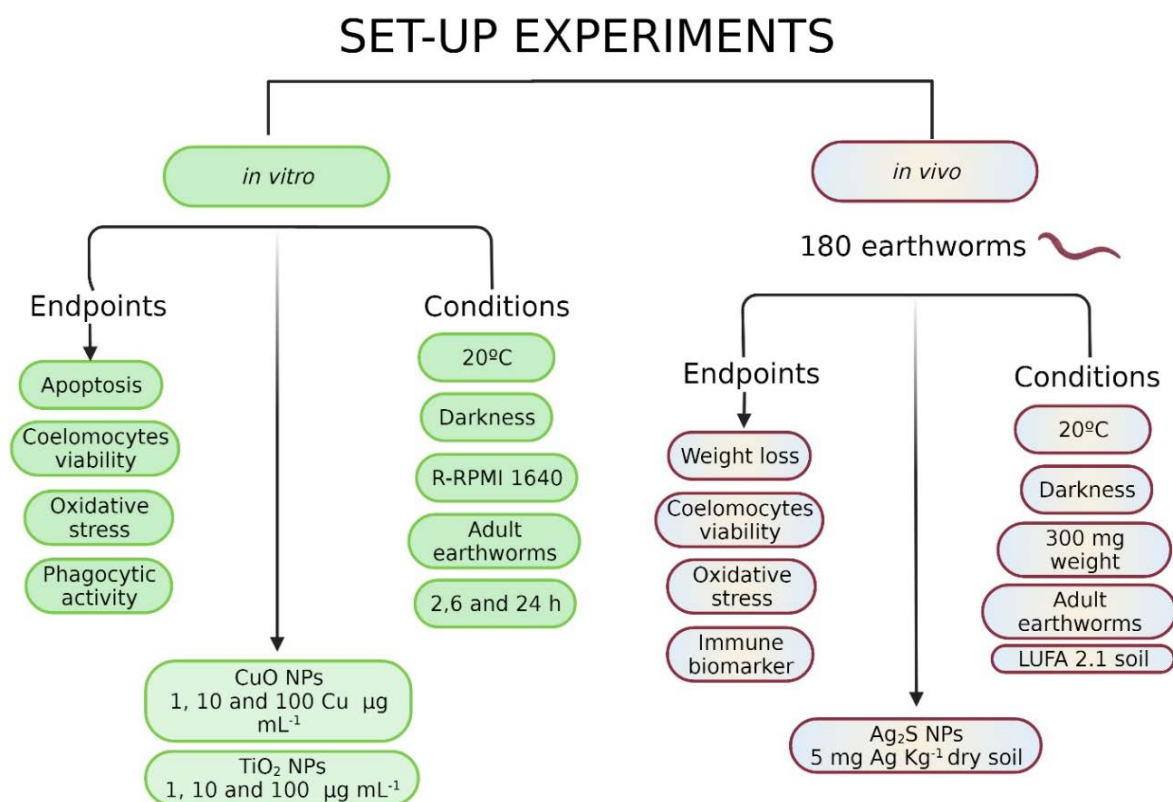 SET-UP EXPERIMENTS
in vitro
Endpoints
Apoptosis
Coelomocytes
viability
Oxidative
stress
Phagocytic
activity
Conditions
20ºC
Darkness
R-RPMI 1640
Adult
earthworms
2,6 and 24 h
CuO NPs
1, 10 and 100 Cu µg
mL⁻¹
TiO₂ NPs
1, 10 and 100 µg mL⁻¹
in vivo
180 earthworms
Endpoints
Weight loss
Coelomocytes
viability
Oxidative
stress
Immune
biomarker
Conditions
20ºC
Darkness
300 mg
weight
Adult
earthworms
LUFA 2.1 soil
Ag₂S NPs
5 mg Ag Kg⁻¹ dry soil